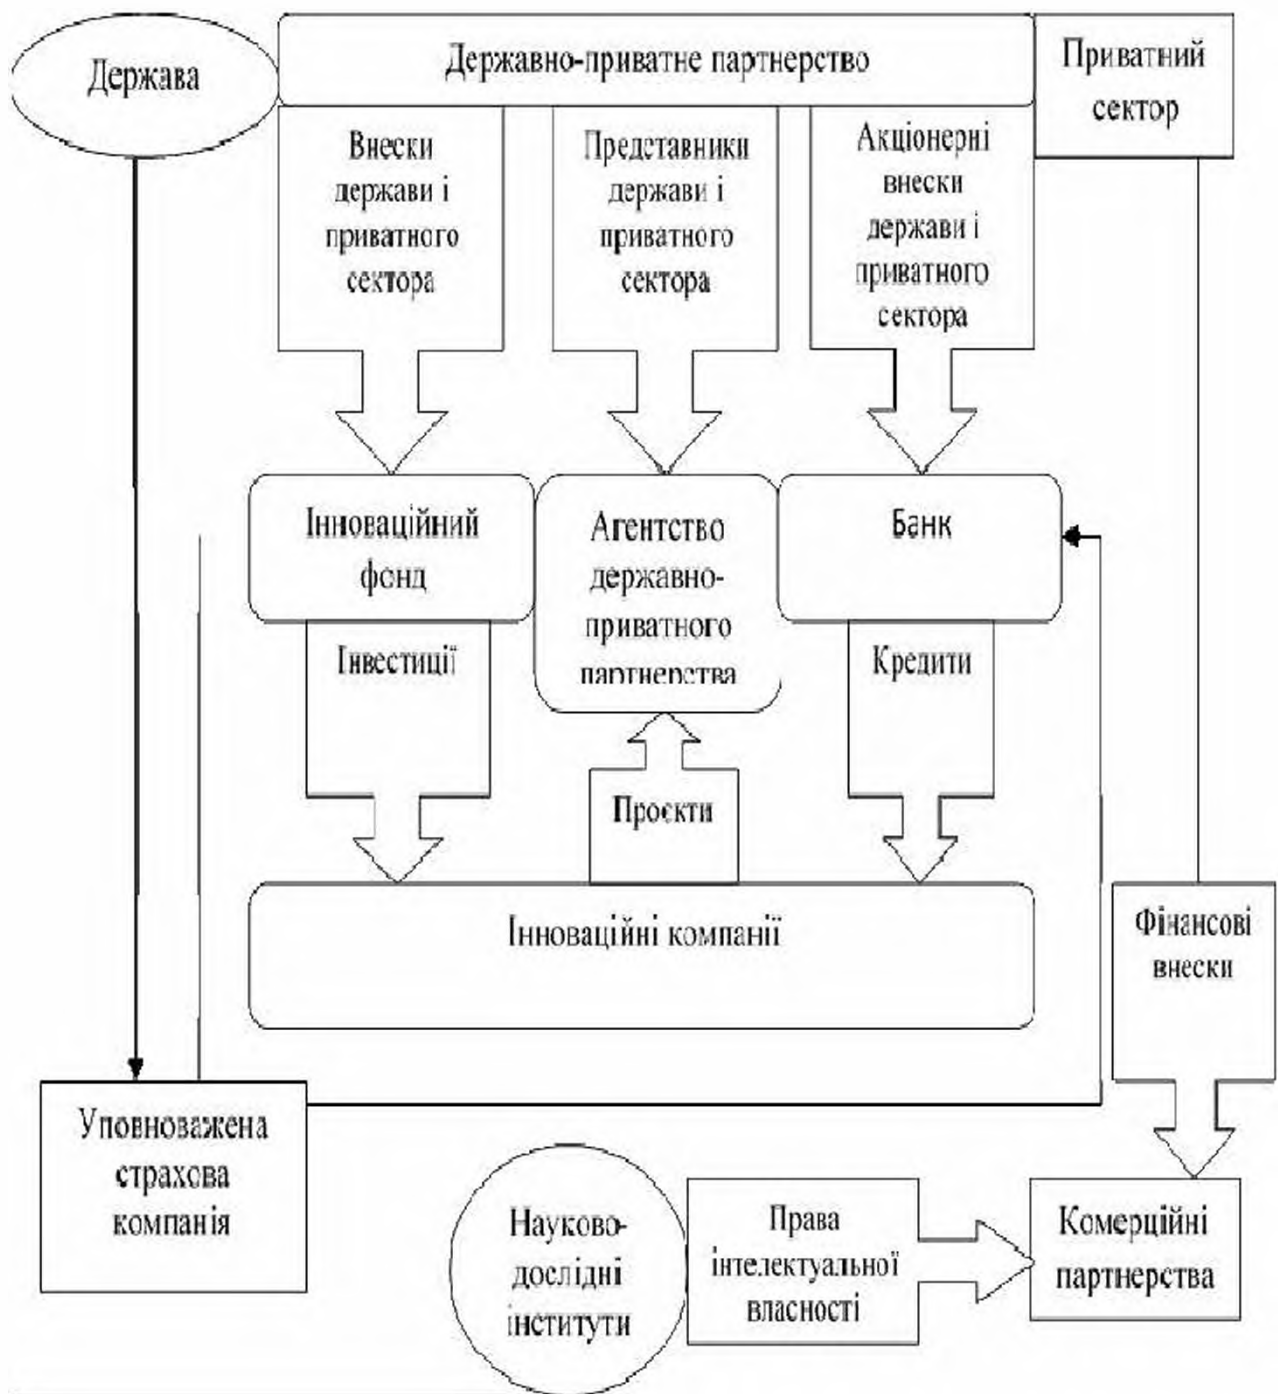 Держава
Державно-приватне партнерство
Приватний
сектор
Внески
держави і
приватного
сектора
Представники
держави і
приватного
сектора
Акціонерні
внески
держави і
приватного
сектора
Інноваційний
фонд
Агентство
державно-
приватного
партнерства
Банк
Інвестиції
Кредити
Проєкти
Інноваційні компанії
Фінансові
внески
Уповноважена
страхова
компанія
Науково-
дослідні
інститути
Права
інтелектуальної
власності
Комерційні
партнерства